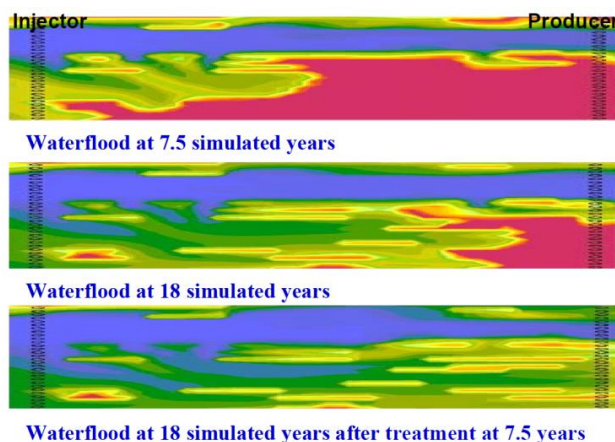 Injector Producer
Waterflood at 7.5 simulated years
Waterflood at 18 simulated years
Waterflood at 18 simulated years after treatment at 7.5 years